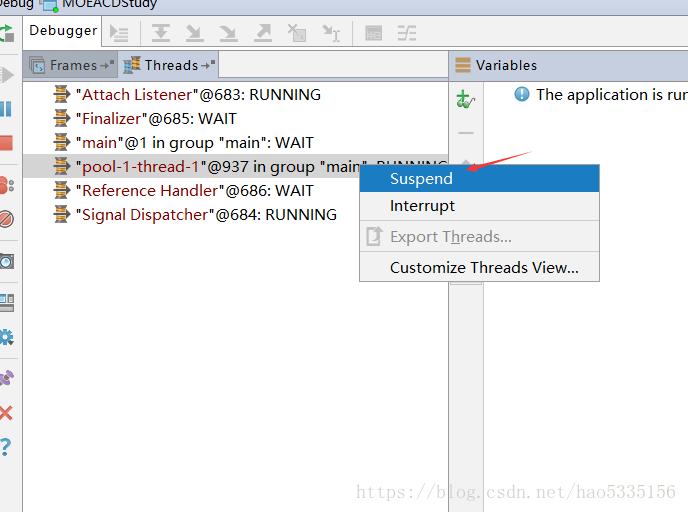 Debug MOEACDStudy
Debugger
Frames Threads
Variables
"Attach Listener"@683: RUNNING
"Finalizer"@685: WAIT
"main"@1 in group "main": WAIT
"pool-1-thread-1"@937 in group "main": RUNNING
"Reference Handler"@686: WAIT
"Signal Dispatcher"@684: RUNNING
The application is run
Suspend
Interrupt
Export Threads...
Customize Threads View...
https://blog.csdn.net/hao5335156